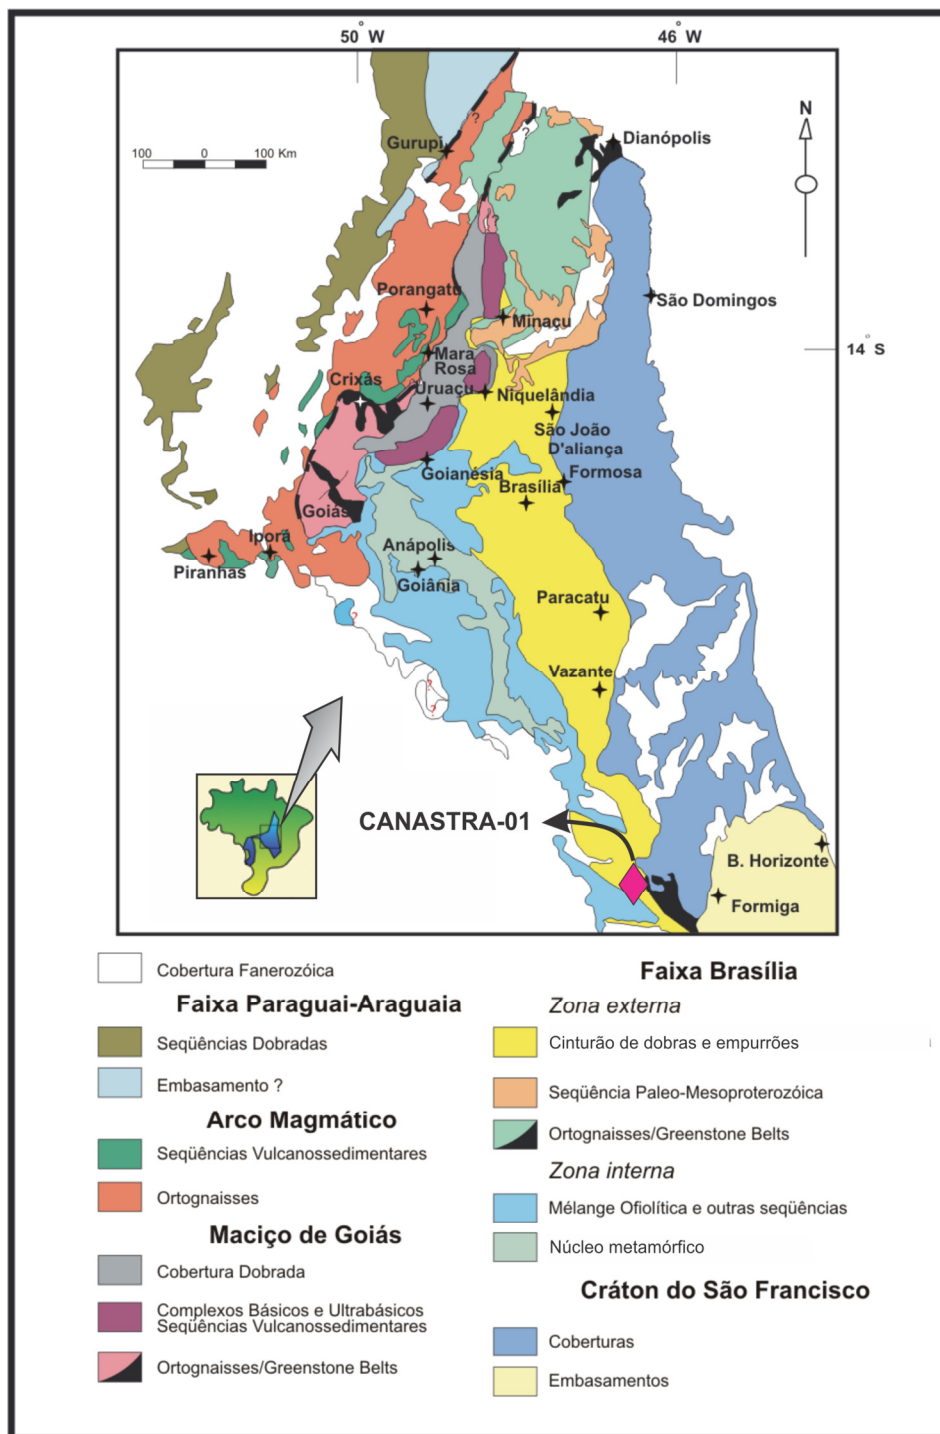 50° W
46° W
N
Gurupi
?
?
Dianópolis
100 0 100 Km
?
Porangatu
São Domingos
Minaçu
14° S
Mara
Rosa
Crixás
Uruaçu
Niquelândia
São João
D'aliança
Goianésia
Formosa
Brasília
Goiás
Iporá
Anápolis
Piranhas
Goiânia
Paracatu
?
Vazante
?
?
CANASTRA-01
B. Horizonte
Formiga
Cobertura Fanerozóica
Faixa Paraguai-Araguaia
Seqüências Dobradas
Embasamento ?
Arco Magmático
Seqüências Vulcanossedimentares
Ortognaisses
Maciço de Goiás
Cobertura Dobrada
Complexos Básicos e Ultrabásicos
Seqüências Vulcanossedimentares
Ortognaisses/Greenstone Belts
Faixa Brasília
Zona externa
Cinturão de dobras e empurrões
Seqüência Paleo-Mesoproterozóica
Ortognaisses/Greenstone Belts
Zona interna
Mélange Ofiolítica e outras seqüências
Núcleo metamórfico
Cráton do São Francisco
Coberturas
Embasamentos